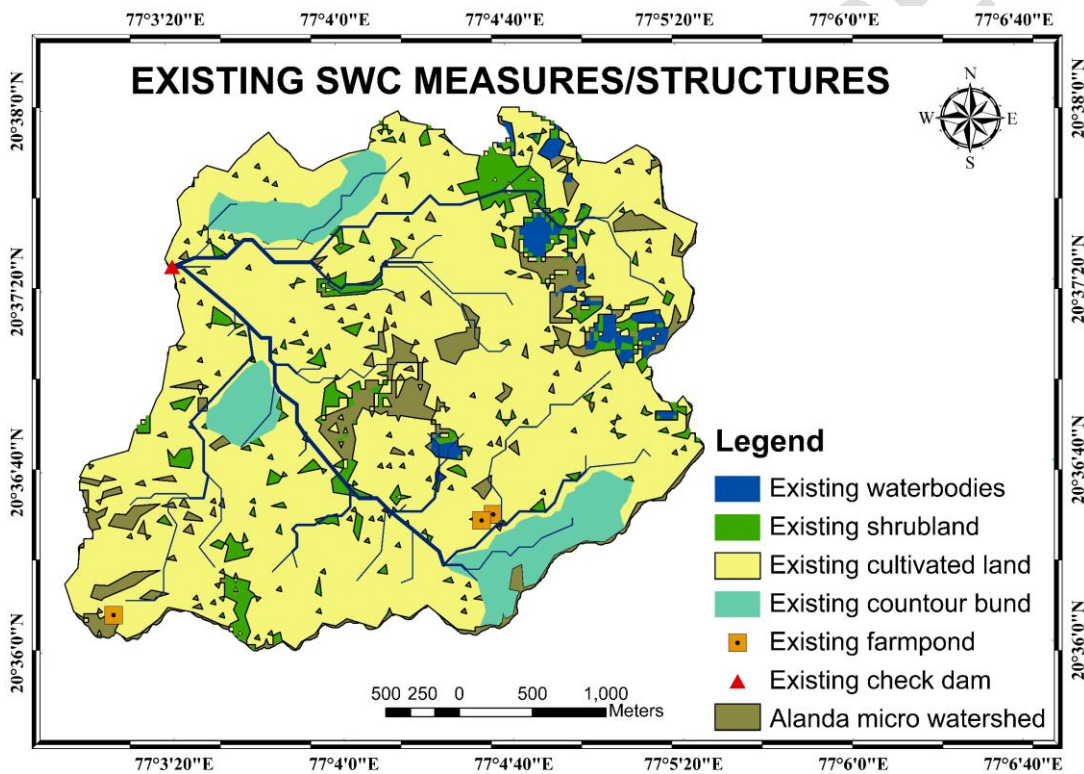 77°3'20"E 77°4'0"E 77°4'40"E 77°5'20"E 77°6'0"E 77°6'40"E
EXISTING SWC MEASURES/STRUCTURES
N
W E
S
20°38'0"N 20°38'0"N
20°37'20"N 20°37'20"N
20°36'40"N 20°36'40"N
20°36'0"N 20°36'0"N
Legend
Existing waterbodies
Existing shrubland
Existing cultivated land
Existing countour bund
Existing farmpond
Existing check dam
Alanda micro watershed
500 250 0 500 1,000
Meters
77°3'20"E 77°4'0"E 77°4'40"E 77°5'20"E 77°6'0"E 77°6'40"E